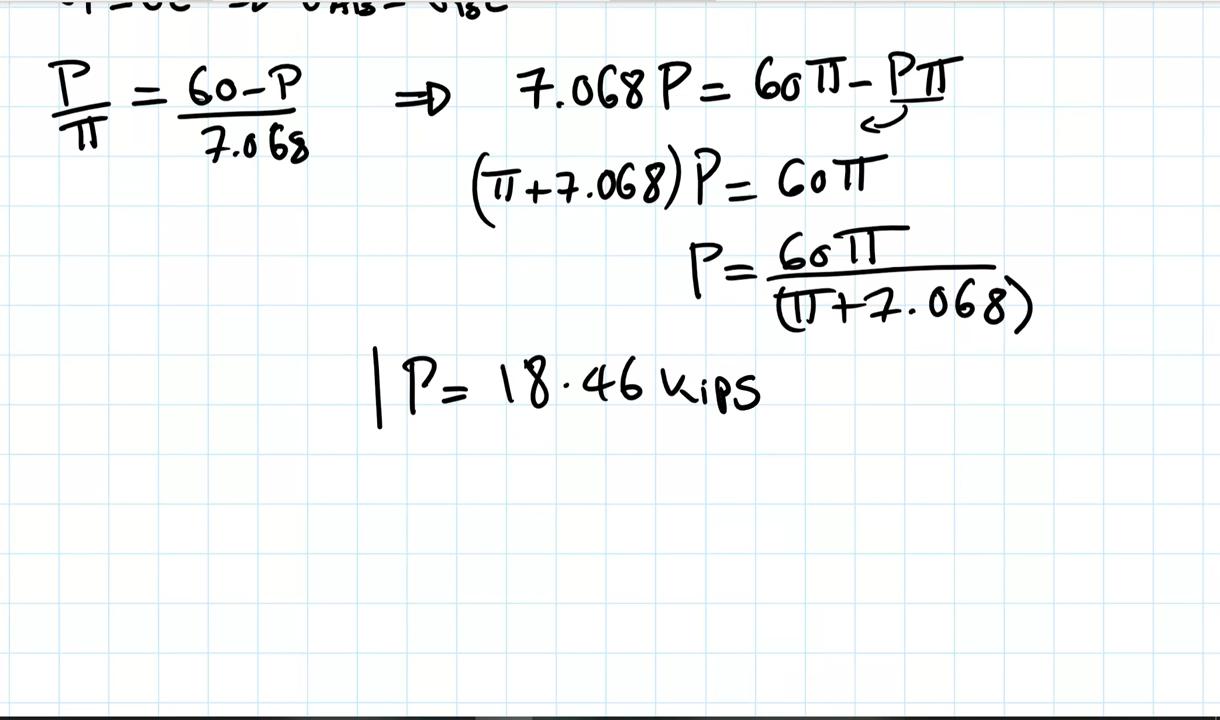 P/π = 60-P/7.068 ⇒ 7.068 P = 60π - Pπ
(π+7.068) P = 60π
P = 60π/(π+7.068)
| P = 18.46 kips